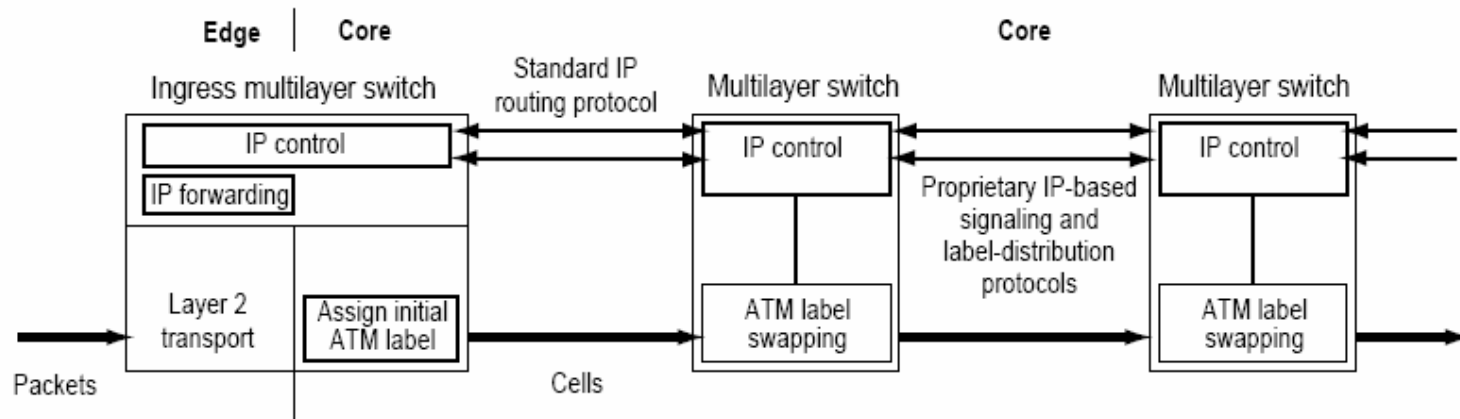 Edge Core
Core
Ingress multilayer switch
Standard IP
routing protocol
Multilayer switch
Multilayer switch
IP control
IP forwarding
IP control
IP control
Proprietary IP-based
signaling and
label-distribution
protocols
Layer 2
transport
Assign initial
ATM label
ATM label
swapping
ATM label
swapping
Packets
Cells